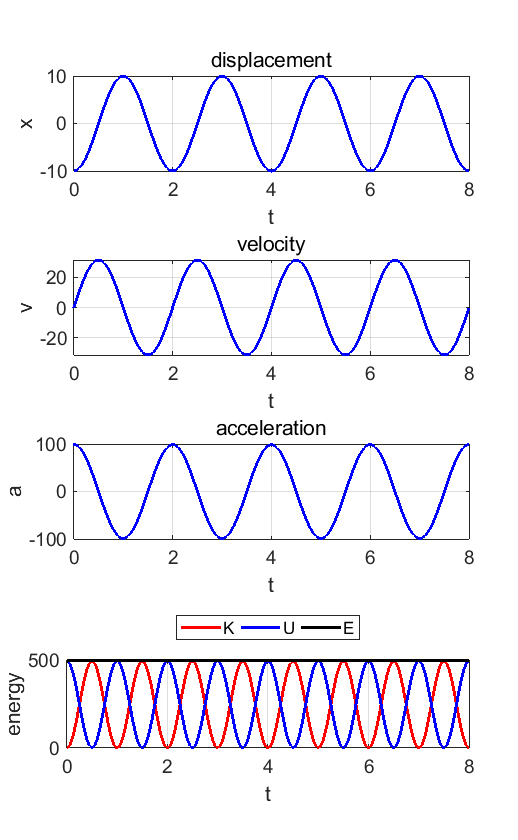 displacement
10
0
-10
x
0 2 4 6 8
t
velocity
20
0
-20
v
0 2 4 6 8
t
acceleration
100
0
-100
a
0 2 4 6 8
t
K U E
500
0
energy
0 2 4 6 8
t